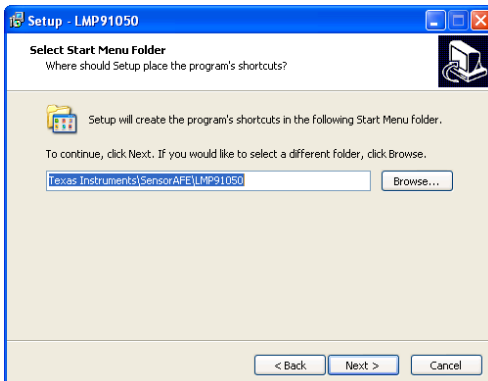 Setup - LMP91050
Select Start Menu Folder
Where should Setup place the program's shortcuts?
Setup will create the program's shortcuts in the following Start Menu folder.
To continue, click Next. If you would like to select a different folder, click Browse.
Texas Instruments\SensorAFE\LMP91050
Browse...
< Back
Next >
Cancel